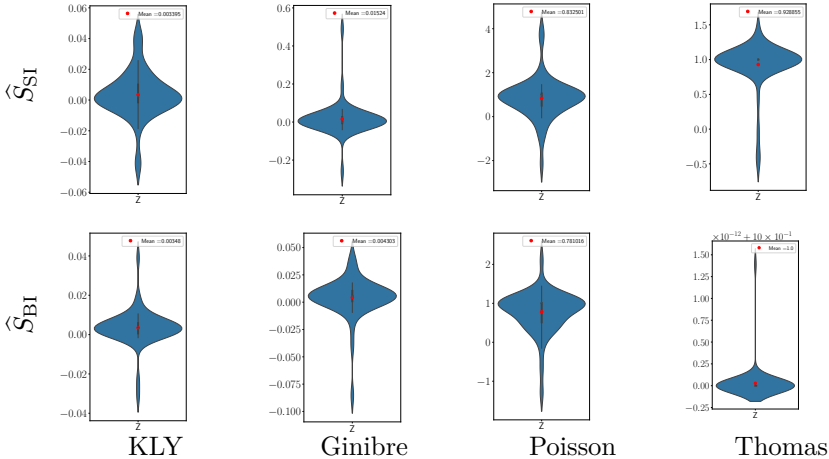 Mean =0.003395
0.06
0.04
0.02
0.00
−0.02
−0.04
−0.06
Z
Mean =0.01524
0.6
0.4
0.2
0.0
−0.2
Z
Mean =0.832501
4
2
0
−2
Z
Mean =0.928855
1.5
1.0
0.5
0.0
−0.5
Z
ŜSI
Mean =0.00348
0.04
0.02
0.00
−0.02
−0.04
Z
Mean =0.004303
0.050
0.025
0.000
−0.025
−0.050
−0.075
−0.100
Z
Mean =0.781016
2
1
0
−1
Z
×10−12 + 10 × 10−1
Mean =1.0
1.50
1.25
1.00
0.75
0.50
0.25
0.00
−0.25
Z
ŜBI
KLY Ginibre Poisson Thomas